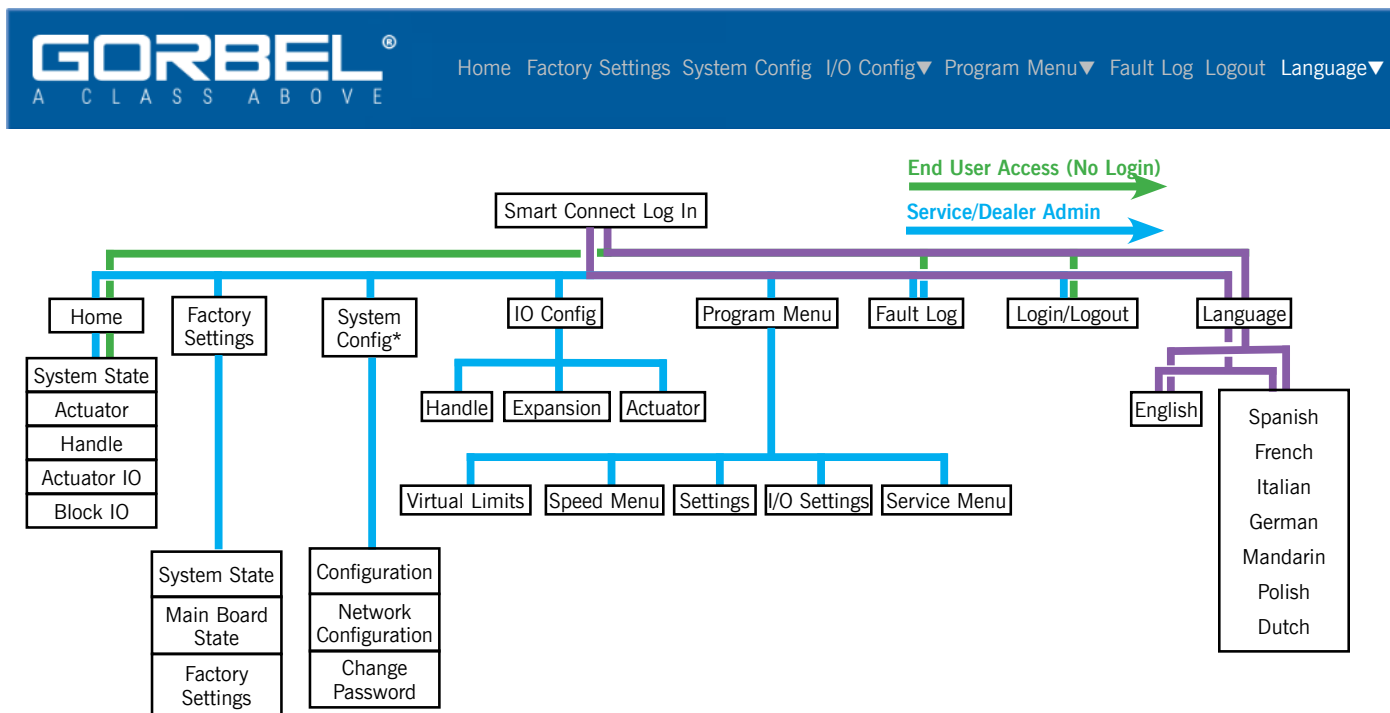 GORBEL®
A CLASS ABOVE
Home Factory Settings System Config I/O Config▼ Program Menu▼ Fault Log Logout Language▼
End User Access (No Login)
Smart Connect Log In
Service/Dealer Admin
Home
Factory
Settings
System
Config*
IO Config
Program Menu
Fault Log
Login/Logout
Language
System State
Actuator
Handle
Actuator IO
Block IO
Handle
Expansion
Actuator
English
Spanish
French
Italian
German
Mandarin
Polish
Dutch
Virtual Limits
Speed Menu
Settings
I/O Settings
Service Menu
System State
Main Board
State
Factory
Settings
Configuration
Network
Configuration
Change
Password